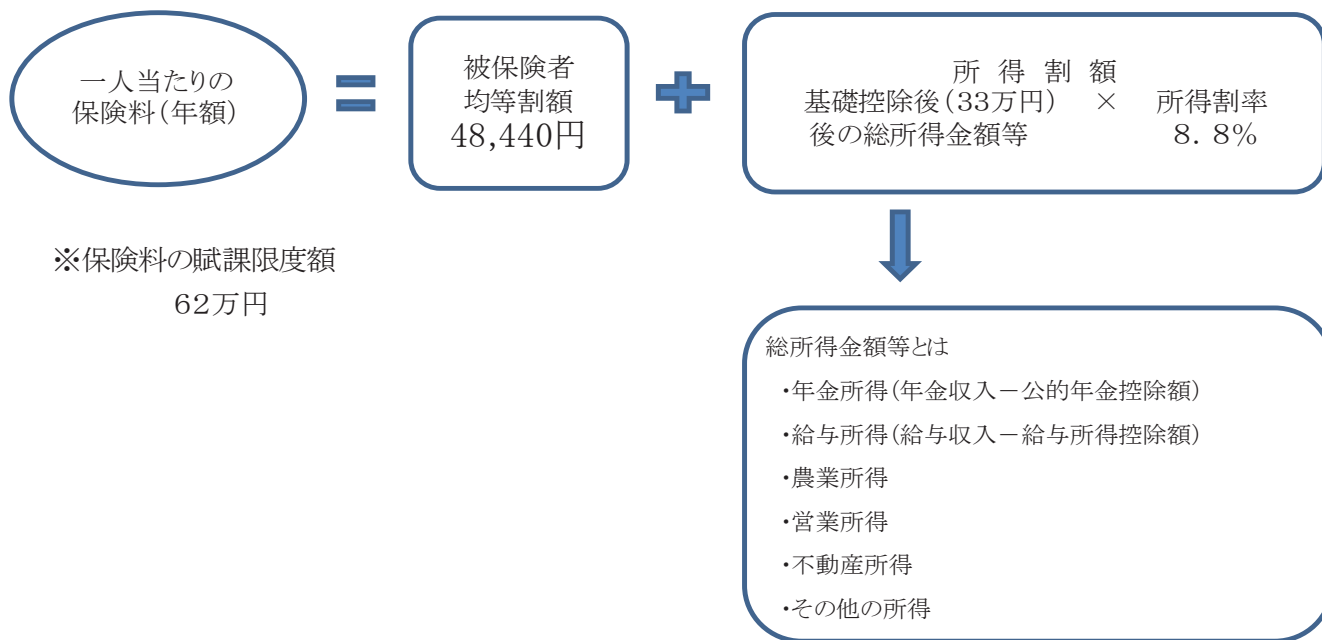 一人当たりの
保険料(年額)
被保険者
均等割額
48,440円
所 得 割 額
基礎控除後(33万円) × 所得割率
後の総所得金額等 8.8%
※保険料の賦課限度額
62万円
総所得金額等とは
・年金所得(年金収入－公的年金控除額)
・給与所得(給与収入－給与所得控除額)
・農業所得
・営業所得
・不動産所得
・その他の所得